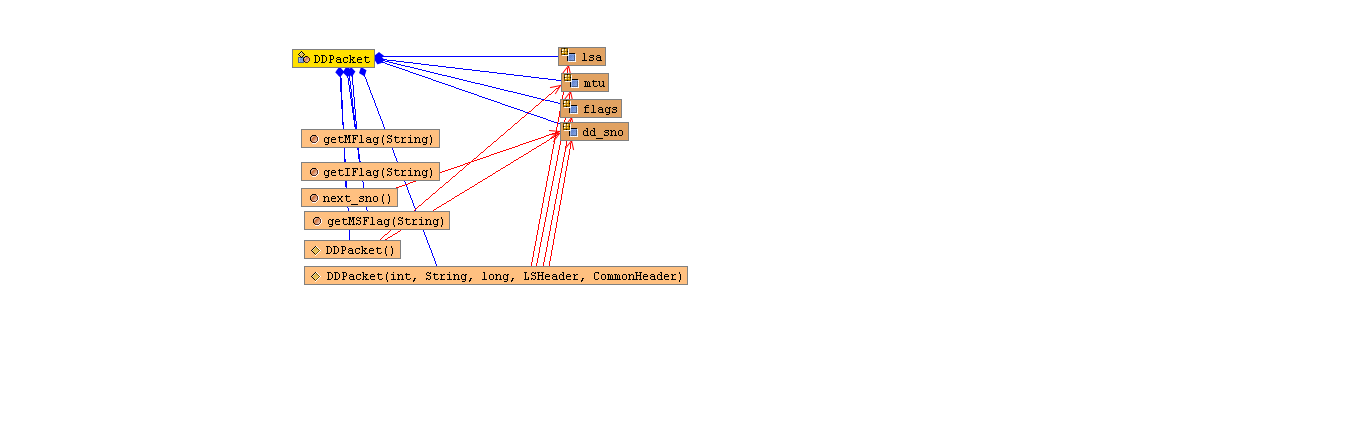 DDPacket
lsa
mtu
flags
dd_sno
getMFlag(String)
getIFlag(String)
next_sno()
getMSFlag(String)
DDPacket()
DDPacket(int, String, long, LSHeader, CommonHeader)